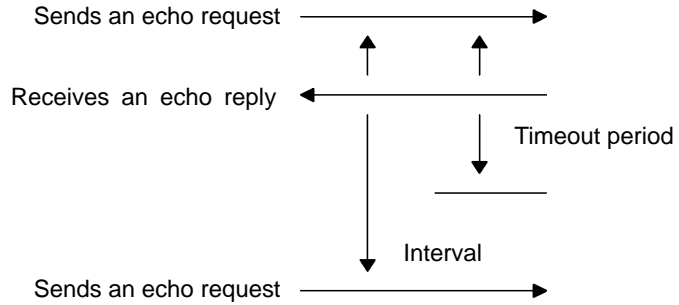 Sends an echo request
Receives an echo reply
Timeout period
Interval
Sends an echo request